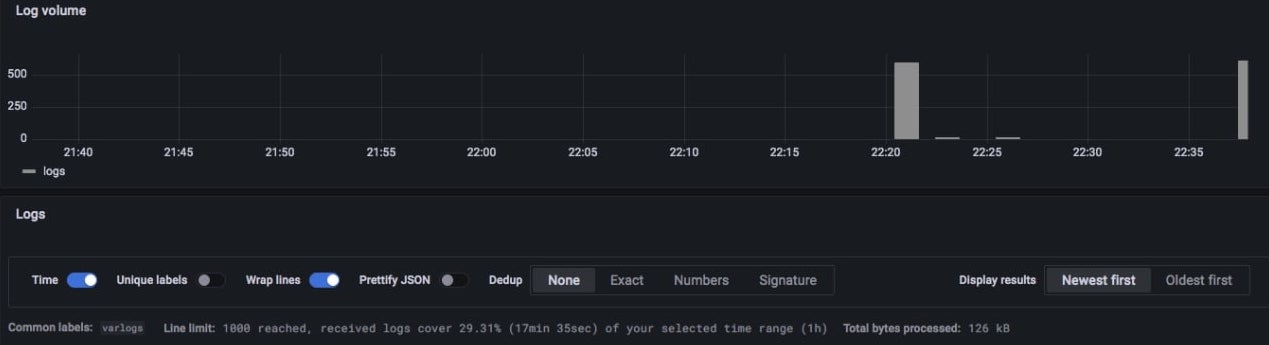 Log volume
500
250
0
21:40 21:45 21:50 21:55 22:00 22:05 22:10 22:15 22:20 22:25 22:30 22:35
logs
Logs
Time Unique labels Wrap lines Prettify JSON Dedup None Exact Numbers Signature Display results Newest first Oldest first
Common labels: varlogs Line limit: 1000 reached, received logs cover 29.31% (17min 35sec) of your selected time range (1h) Total bytes processed: 126 kB